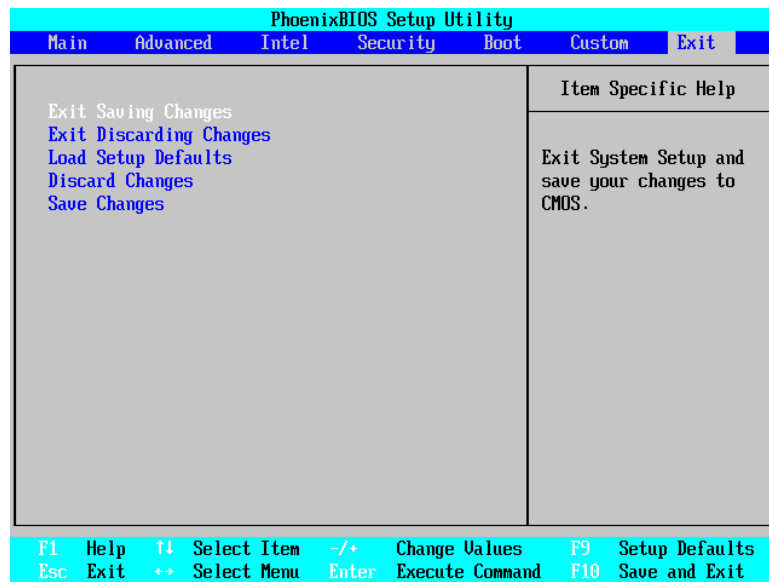 PhoenixBIOS Setup Utility
Main Advanced Intel Security Boot Custom Exit
Item Specific Help
Exit Saving Changes
Exit Discarding Changes
Load Setup Defaults
Discard Changes
Save Changes
Exit System Setup and
save your changes to
CMOS.
F1 Help ↑↓ Select Item -/+ Change Values F9 Setup Defaults
Esc Exit ↔ Select Menu Enter Execute Command F10 Save and Exit